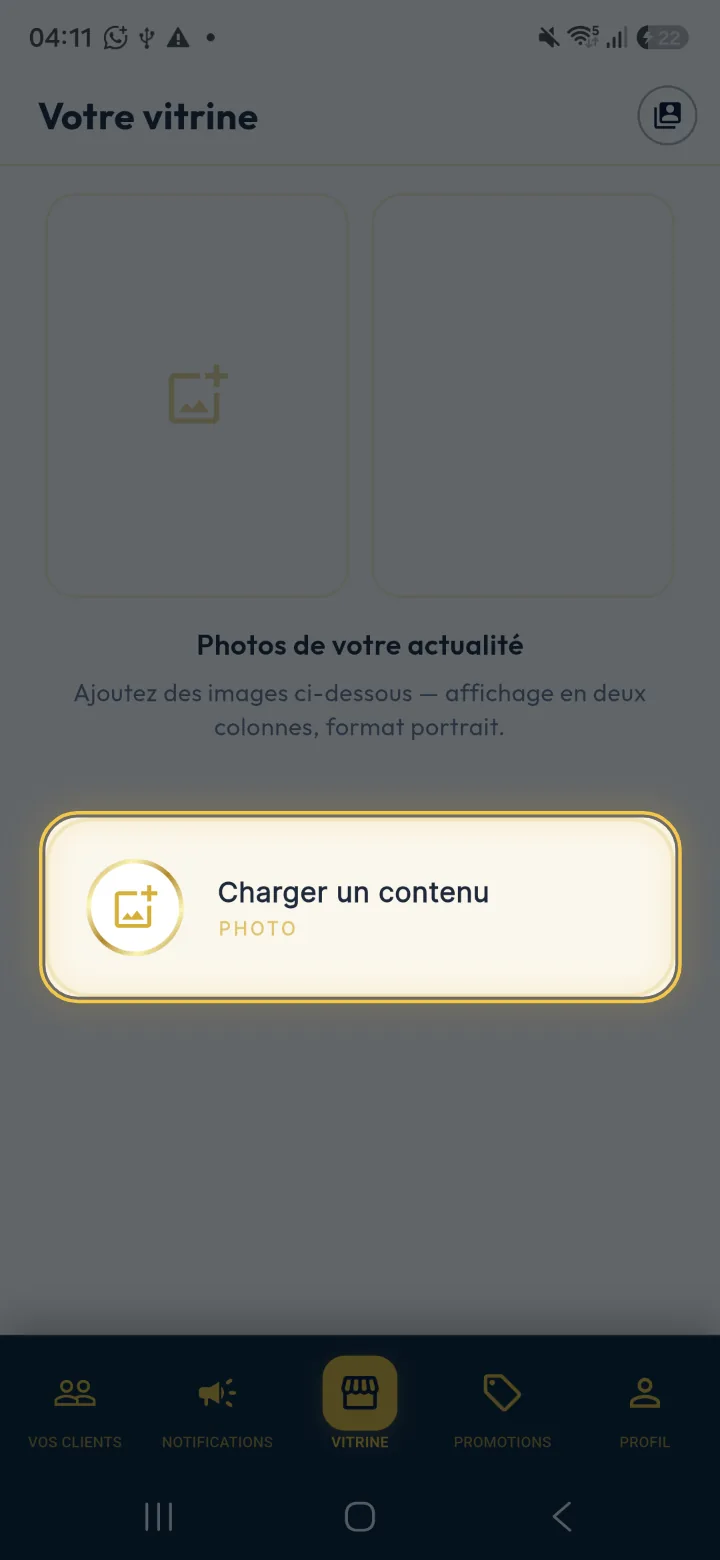 04:11
5
22
Votre vitrine
Photos de votre actualité
Ajoutez des images ci-dessous — affichage en deux
colonnes, format portrait.
Charger un contenu
PHOTO
VOS CLIENTS
NOTIFICATIONS
VITRINE
PROMOTIONS
PROFIL